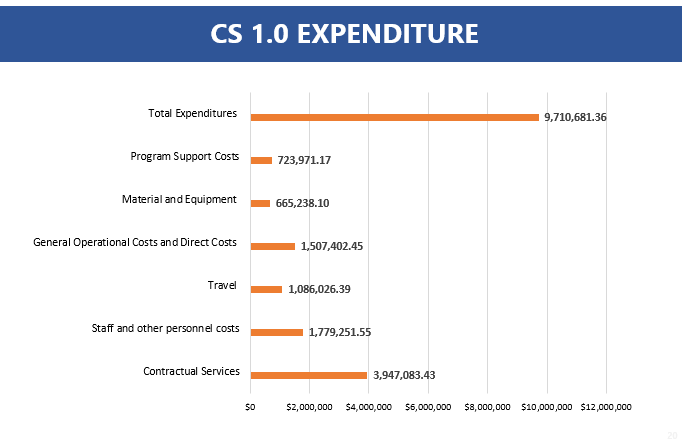 CS 1.0 EXPENDITURE
Total Expenditures 9,710,681.36
Program Support Costs 723,971.17
Material and Equipment 665,238.10
General Operational Costs and Direct Costs 1,507,402.45
Travel 1,086,026.39
Staff and other personnel costs 1,779,251.55
Contractual Services 3,947,083.43
$0 $2,000,000 $4,000,000 $6,000,000 $8,000,000 $10,000,000 $12,000,000
20